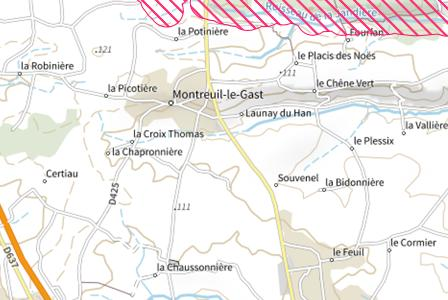 Ruisseau de la Sandière
la Potinière
Fourlan
.121
le Placis des Noës
la Robinière
.111
le Chêne Vert
la Picotière
Montreuil-le-Gast
Launay du Han
la Croix Thomas
la Vallière
le Plessix
la Chapronnière
Certiau
Souvenel
la Bidonnière
D425
.111
le Cormier
D637
le Feuil
la Chaussonnière